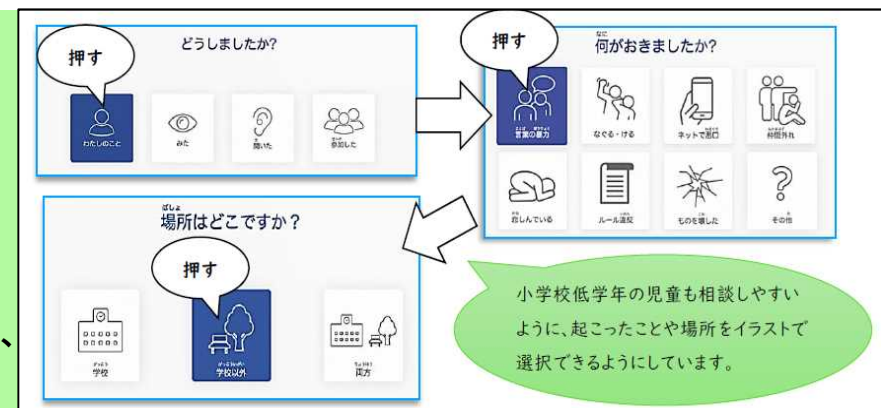 どうしましたか?
押す
わたしのこと
みた
聞いた
参加した
何がおきましたか?
押す
言葉の暴力
なぐる・ける
ネットで悪口
仲間外れ
悲しんでいる
ルール違反
ものを壊した
その他
場所はどこですか?
押す
学校
学校以外
両方
小学校低学年の児童も相談しやすい
ように、起こったことや場所をイラストで
選択できるようにしています。
、